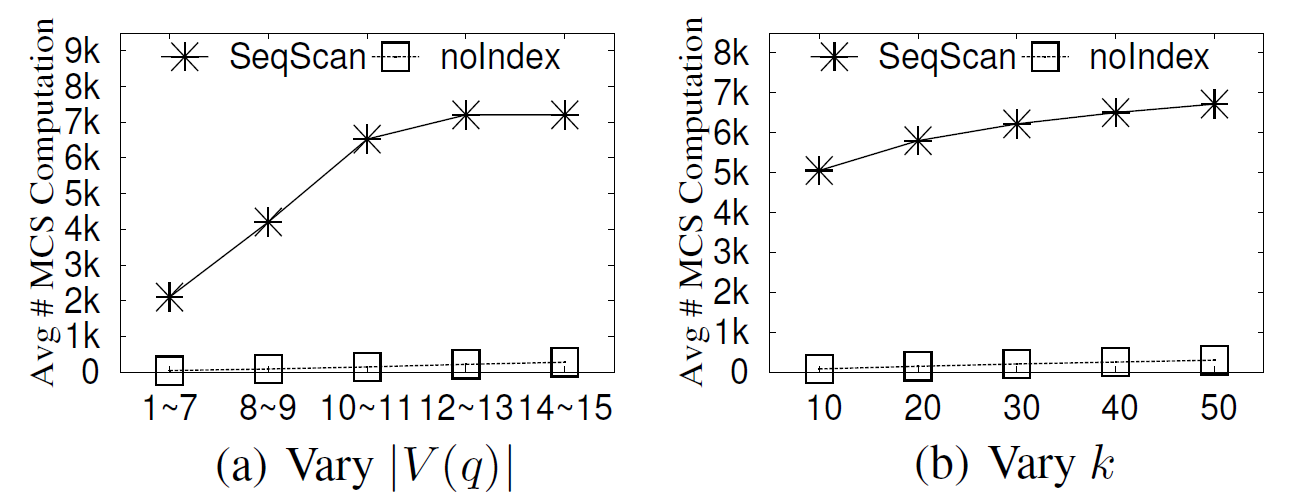 Avg # MCS Computation
9k
8k
7k
6k
5k
4k
3k
2k
1k
0
SeqScan noIndex
1~7 8~9 10~11 12~13 14~15
(a) Vary |V(q)|
Avg # MCS Computation
8k
7k
6k
5k
4k
3k
2k
1k
0
SeqScan noIndex
10 20 30 40 50
(b) Vary k